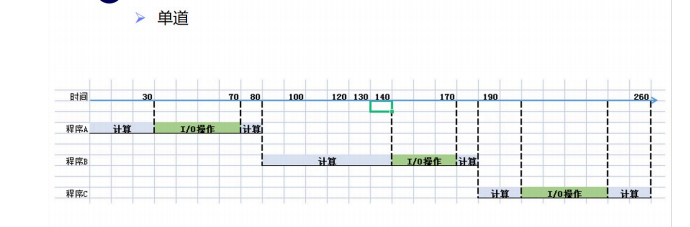 单道
时间 30 70 80 100 120 130 140 170 190 260
程序A 计算 I/O操作 计算
程序B 计算 I/O操作 计算
程序C 计算 I/O操作 计算